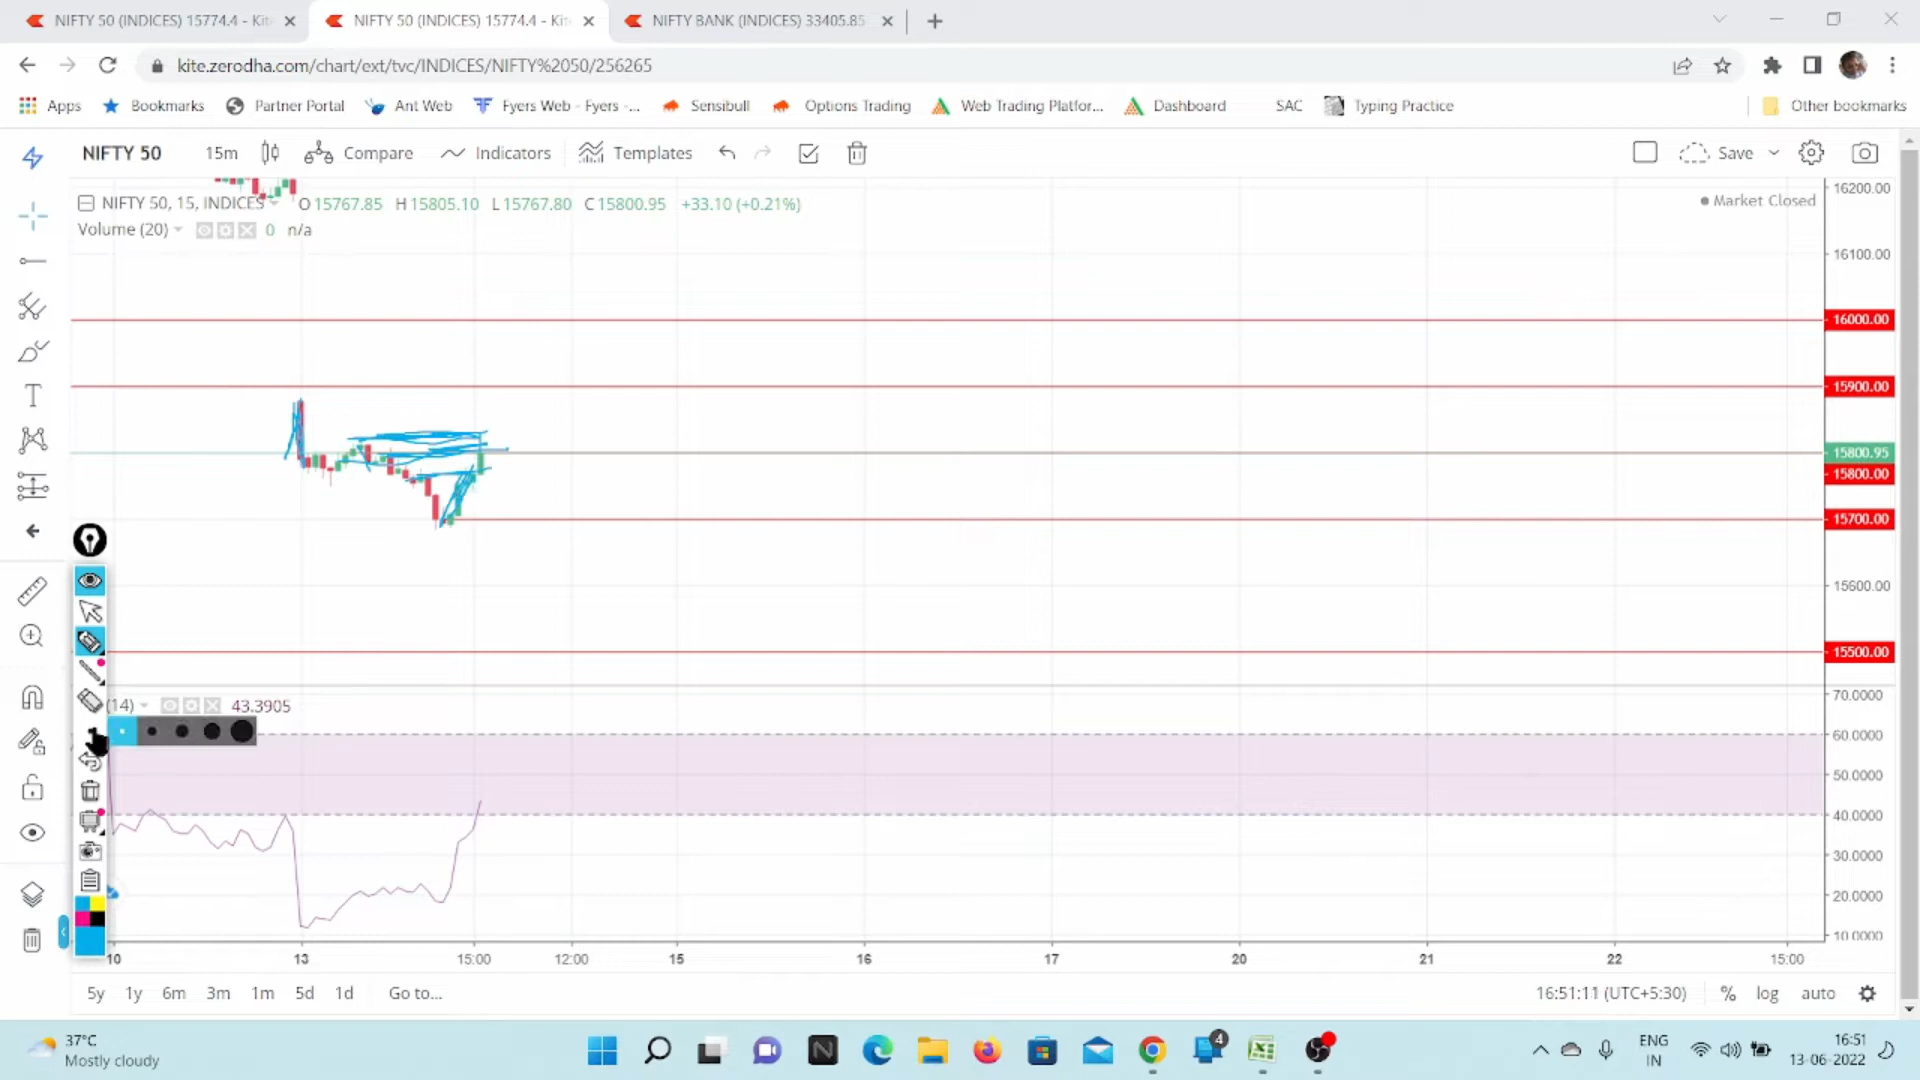 NIFTY 50 (INDICES) 15774.4 - Kit
NIFTY 50 (INDICES) 15774.4 - Kit
NIFTY BANK (INDICES) 33405.85
kite.zerodha.com/chart/ext/tvc/INDICES/NIFTY%2050/256265
Apps Bookmarks Partner Portal Ant Web Fyers Web - Fyers -... Sensibull Options Trading Web Trading Platfor... Dashboard SAC Typing Practice Other bookmarks
NIFTY 50 15m Compare Indicators Templates Save
NIFTY 50, 15, INDICES O15767.85 H15805.10 L15767.80 C15800.95 +33.10 (+0.21%)
Market Closed
Volume (20) 0 n/a
16200.00
16100.00
16000.00
15900.00
15800.95
15800.00
15700.00
15600.00
15500.00
(14) 43.3905
70.0000
60.0000
50.0000
40.0000
30.0000
20.0000
10.0000
10 13 15:00 12:00 15 16 17 20 21 22 15:00
5y 1y 6m 3m 1m 5d 1d Go to... 16:51:11 (UTC+5:30) % log auto
37°C
Mostly cloudy
4
ENG
IN
16:51
13-06-2022